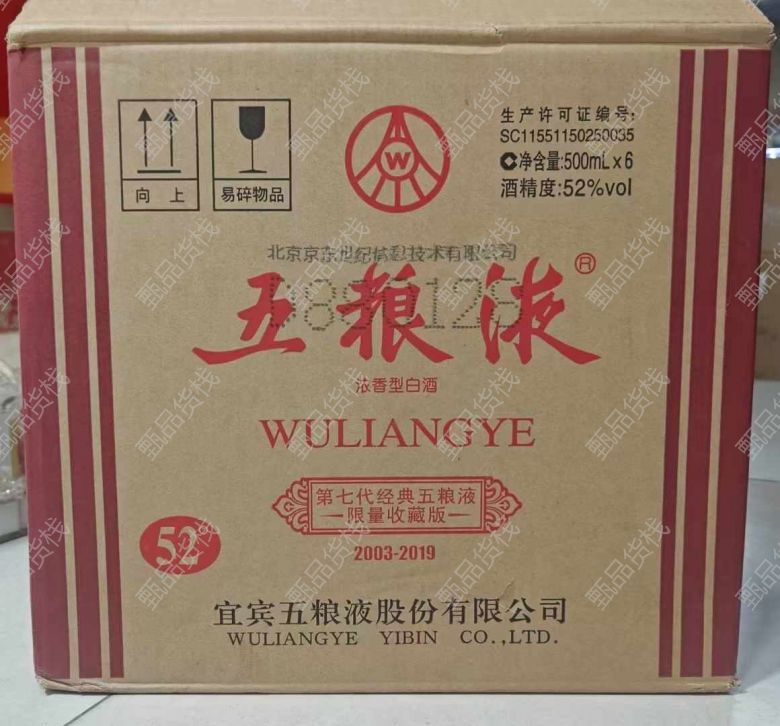 向 上
易碎物品
W
生产许可证编号:
SC11551150250035
净含量:500mL x 6
酒精度:52%vol
北京京东世纪信息技术有限公司
五粮液®
浓香型白酒
WULIANGYE
第七代经典五粮液
限量收藏版
2003-2019
52°
宜宾五粮液股份有限公司
WULIANGYE YIBIN CO.,LTD.
甄品货栈